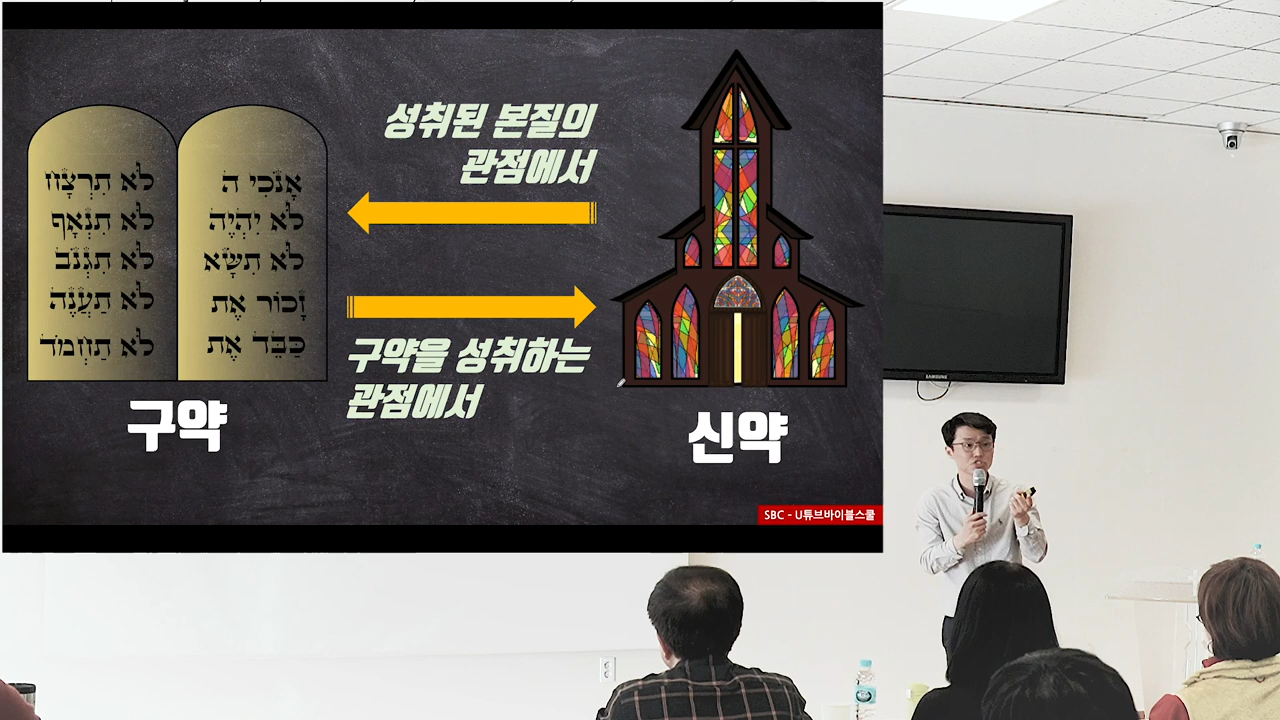 לֹא תִרְצָח
לֹא תִנְאָף
לֹא תִגְנֹב
לֹא תַעֲנֶה
לֹא תַחְמֹד
אָנֹכִי ה
לֹא יִהְיֶה
לֹא תִשָּׂא
זָכוֹר אֶת
כַּבֵּד אֶת
구약
성취된 본질의
관점에서
구약을 성취하는
관점에서
신약
SBC - U튜브바이블스쿨
SAMSUNG